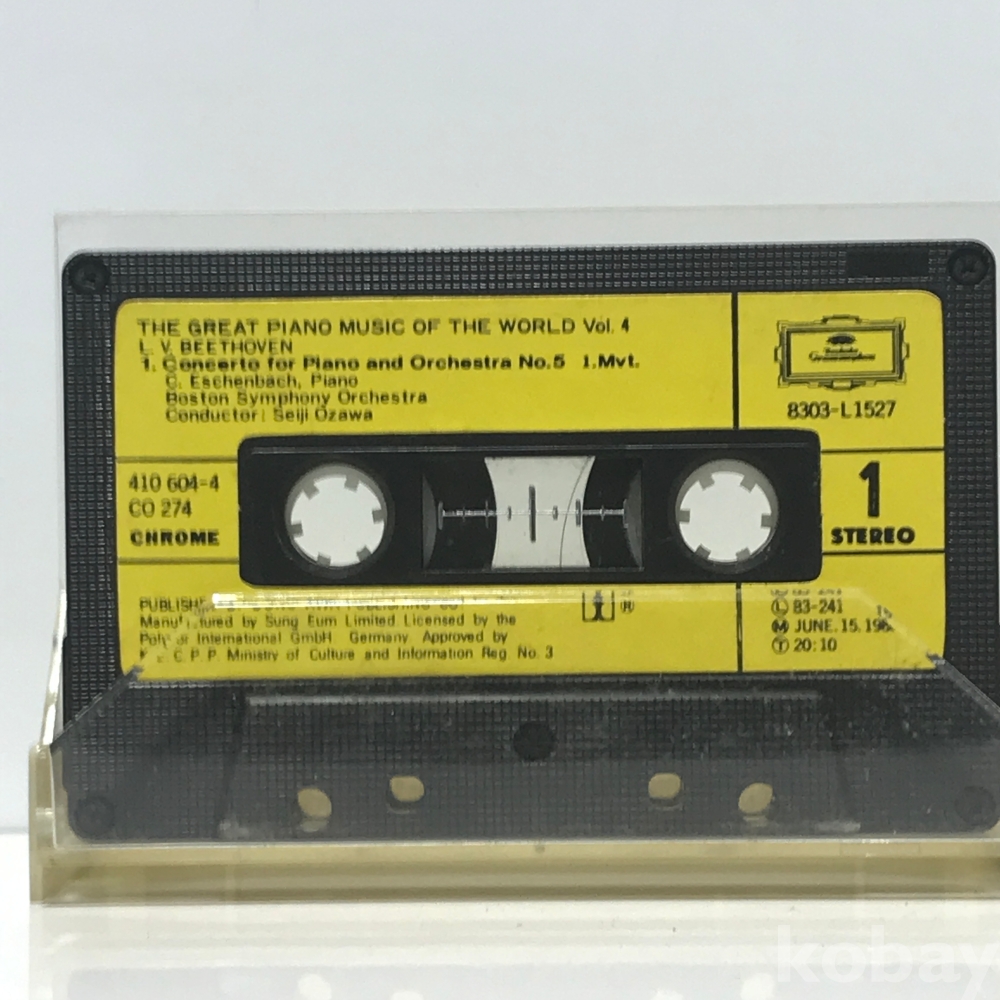 THE GREAT PIANO MUSIC OF THE WORLD Vol. 4
L. V. BEETHOVEN
1. Concerto for Piano and Orchestra No.5 1.Mvt.
C. Eschenbach, Piano
Boston Symphony Orchestra
Conductor: Seiji Ozawa
Deutsche Grammophon
8303-L1527
410 604-4
CO 274
CHROME
1
STEREO
Manufactured by Sung Eum Limited Licensed by the
International GmbH Germany. Approved by
C. P. P. Ministry of Culture and Information Reg. No. 3
®
Ⓛ 83-241
Ⓜ JUNE. 15. 
Ⓣ 20:10
kobay